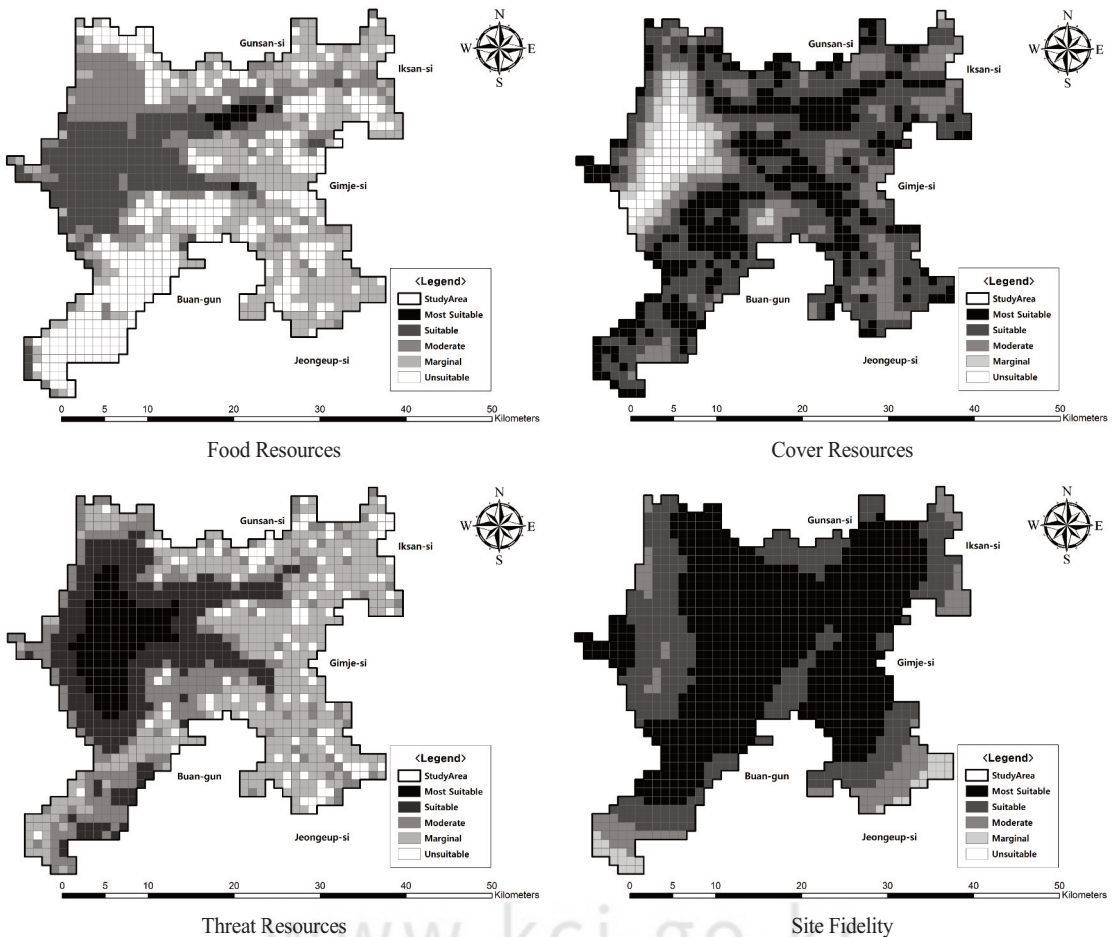 N
W E
S
Gunsan-si
Iksan-si
Gimje-si
Buan-gun
Jeongeup-si
<Legend>
StudyArea
Most Suitable
Suitable
Moderate
Marginal
Unsuitable
0 5 10 20 30 40 50
Kilometers
Food Resources
N
W E
S
Gunsan-si
Iksan-si
Gimje-si
Buan-gun
Jeongeup-si
<Legend>
StudyArea
Most Suitable
Suitable
Moderate
Marginal
Unsuitable
0 5 10 20 30 40 50
Kilometers
Cover Resources
N
W E
S
Gunsan-si
Iksan-si
Gimje-si
Buan-gun
Jeongeup-si
<Legend>
StudyArea
Most Suitable
Suitable
Moderate
Marginal
Unsuitable
0 5 10 20 30 40 50
Kilometers
Threat Resources
N
W E
S
Gunsan-si
Iksan-si
Gimje-si
Buan-gun
Jeongeup-si
<Legend>
StudyArea
Most Suitable
Suitable
Moderate
Marginal
Unsuitable
0 5 10 20 30 40 50
Kilometers
Site Fidelity